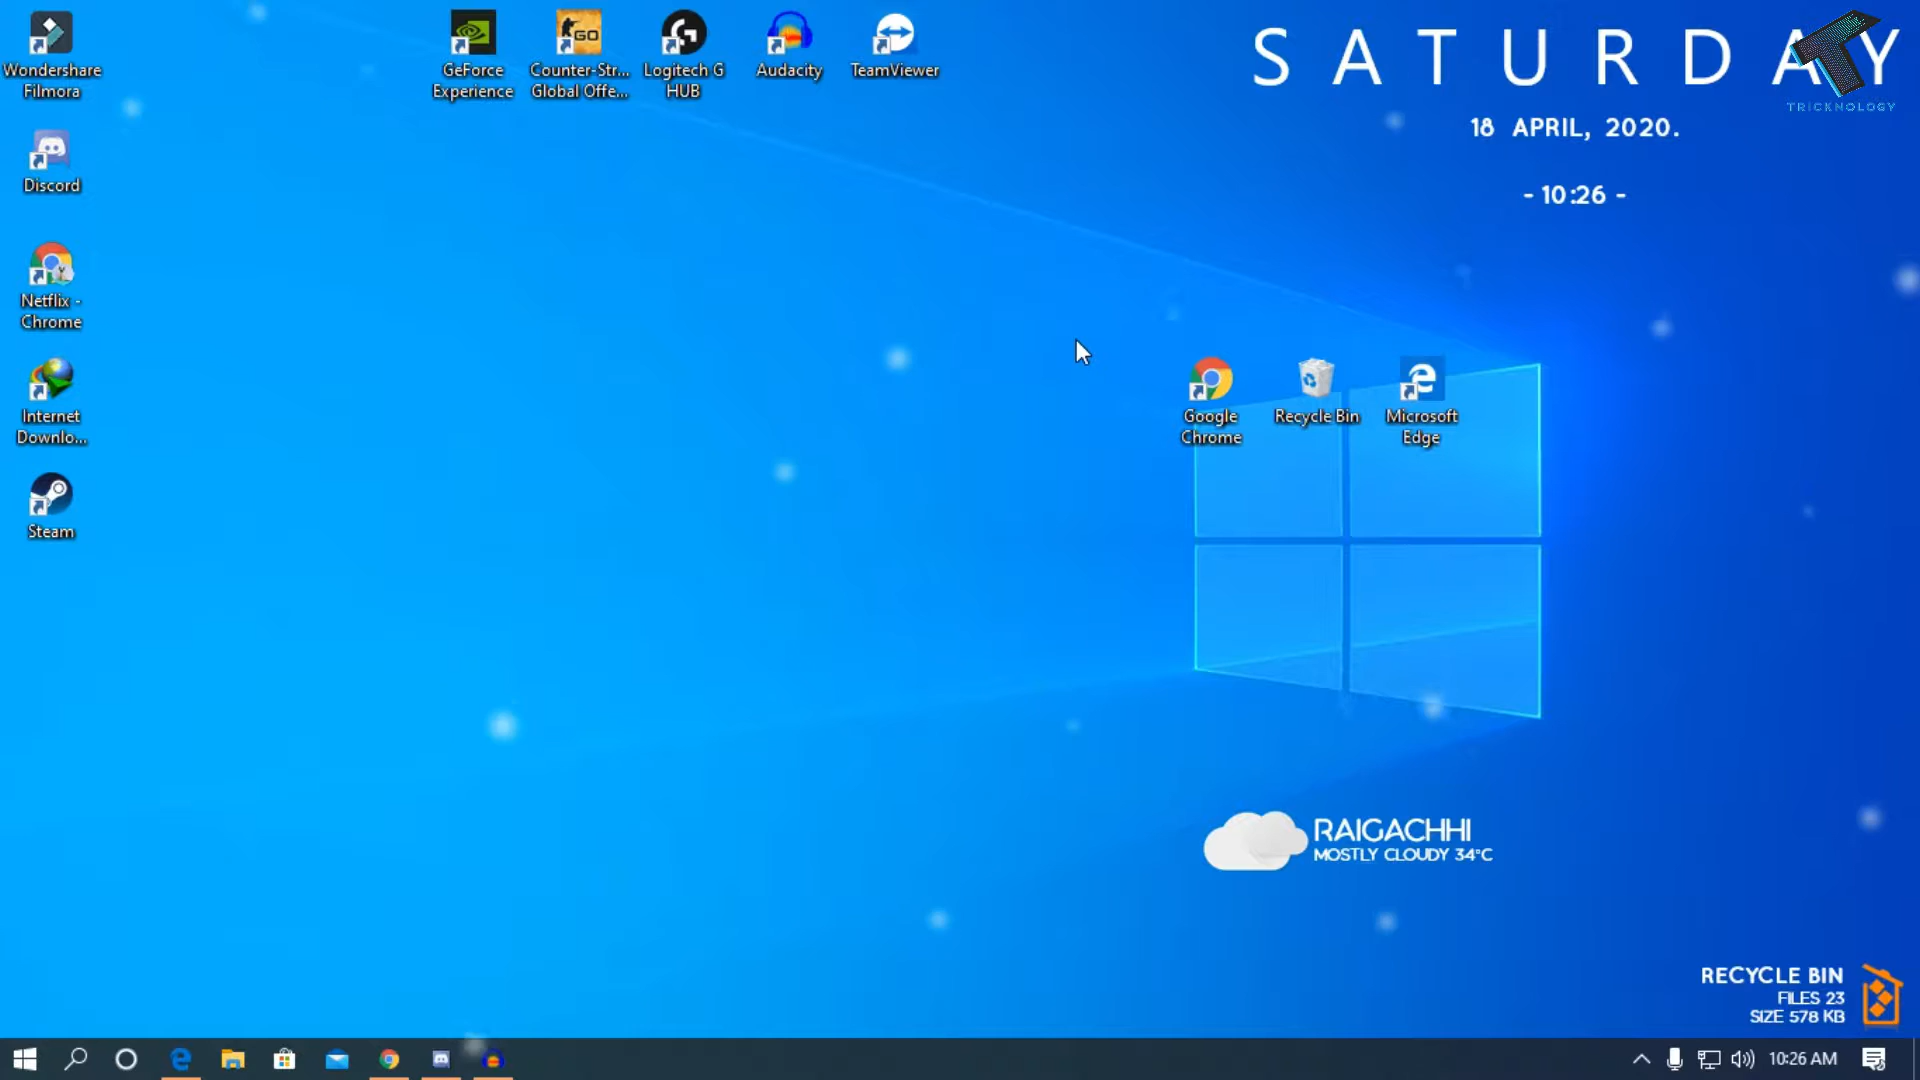 Wondershare
Filmora
GeForce
Experience
Counter-Str...
Global Offe...
Logitech G
HUB
Audacity
TeamViewer
SATURDAY
TRICKNOLOGY
18 APRIL, 2020.
- 10:26 -
Discord
Netflix -
Chrome
Internet
Downlo...
Steam
Google
Chrome
Recycle Bin
Microsoft
Edge
RAIGACHHI
MOSTLY CLOUDY 34°C
RECYCLE BIN
FILES 23
SIZE 578 KB
10:26 AM